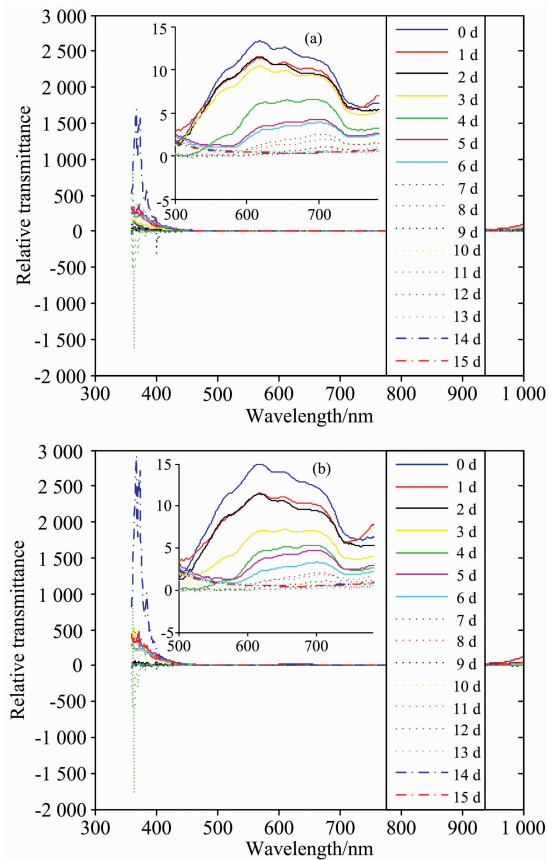 3 000
2 500
2 000
1 500
1 000
500
0
-500
-1 000
-1 500
-2 000
Relative transmittance
300 400 500 600 700 800 900 1 000
Wavelength/nm
(a)
15
10
5
0
-5
500 600 700
0 d
1 d
2 d
3 d
4 d
5 d
6 d
7 d
8 d
9 d
10 d
11 d
12 d
13 d
14 d
15 d
3 000
2 500
2 000
1 500
1 000
500
0
-500
-1 000
-1 500
-2 000
Relative transmittance
300 400 500 600 700 800 900 1 000
Wavelength/nm
(b)
15
10
5
0
-5
500 600 700
0 d
1 d
2 d
3 d
4 d
5 d
6 d
7 d
8 d
9 d
10 d
11 d
12 d
13 d
14 d
15 d